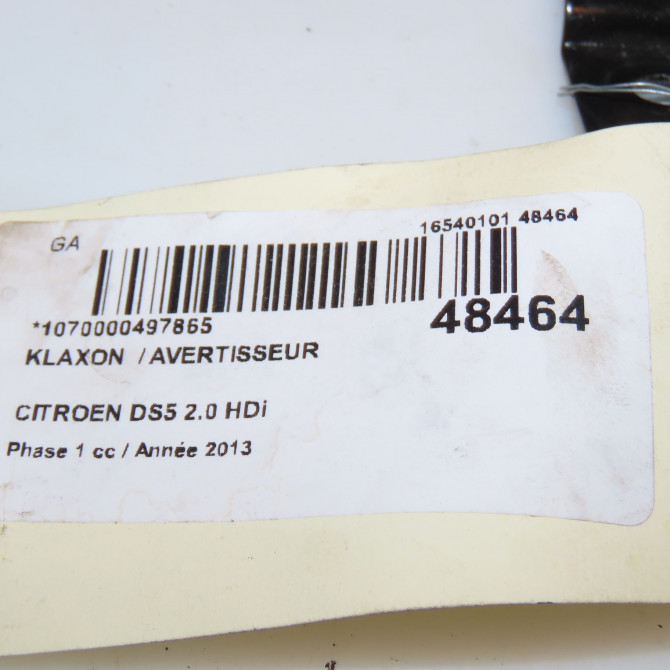 GA
16540101 48464
*1070000497865
48464
KLAXON / AVERTISSEUR
CITROEN DS5 2.0 HDi
Phase 1 cc / Année 2013